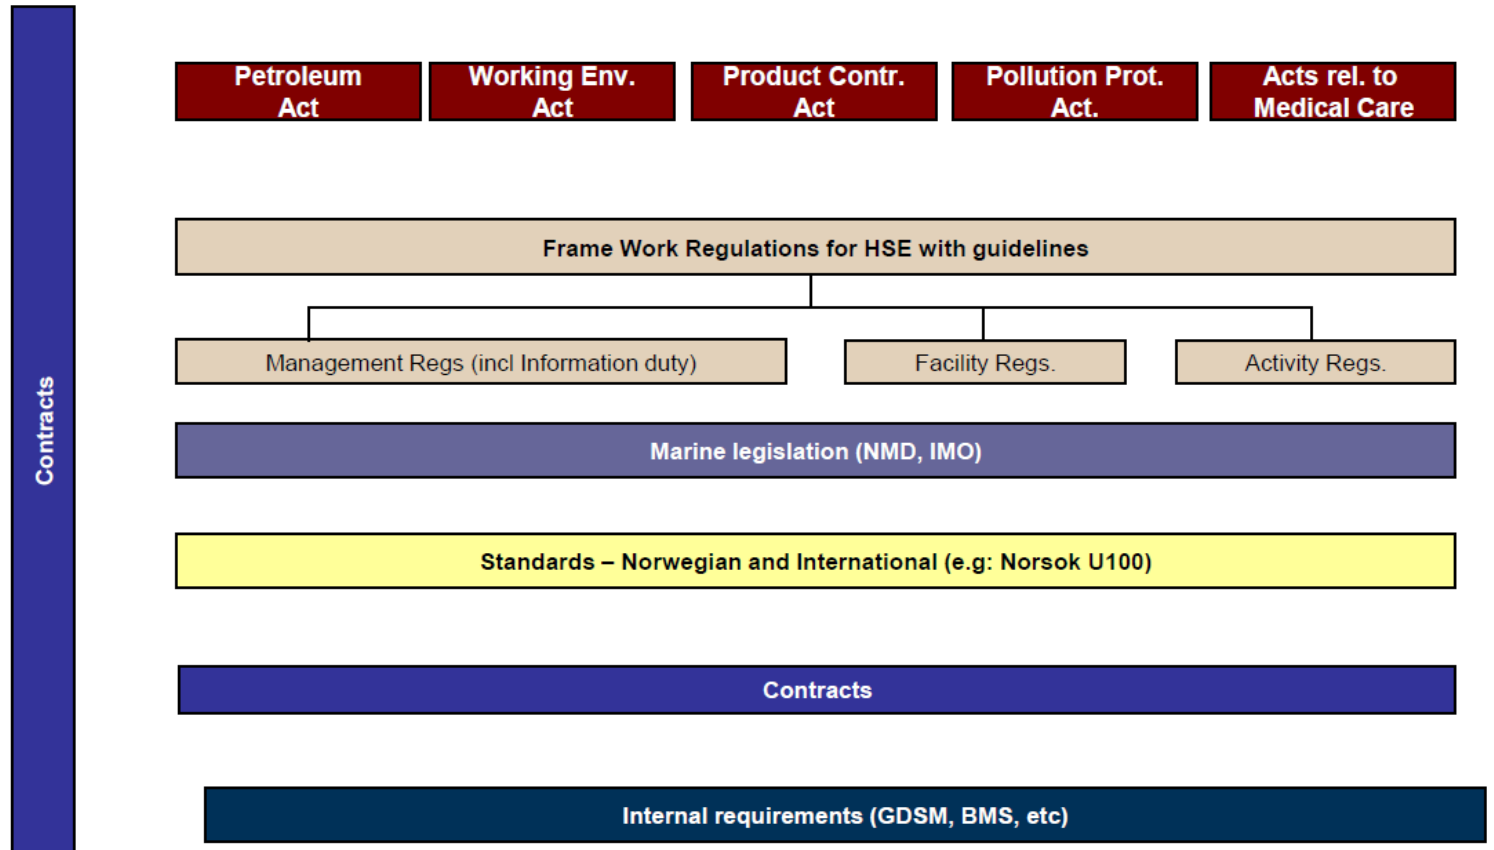 Contracts
Petroleum
Act
Working Env.
Act
Product Contr.
Act
Pollution Prot.
Act.
Acts rel. to
Medical Care
Frame Work Regulations for HSE with guidelines
Management Regs (incl Information duty)
Facility Regs.
Activity Regs.
Marine legislation (NMD, IMO)
Standards – Norwegian and International (e.g: Norsok U100)
Contracts
Internal requirements (GDSM, BMS, etc)